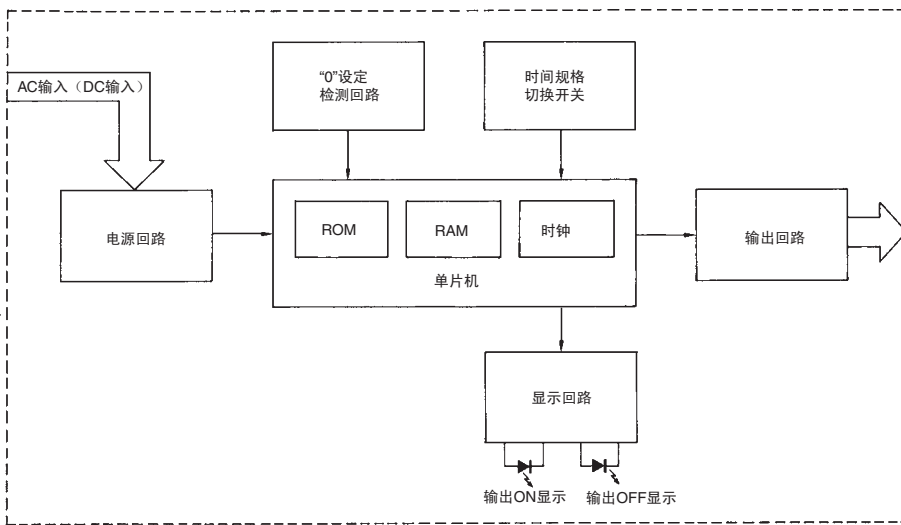 “0”设定
检测回路
时间规格
切换开关
AC输入（DC输入）
电源回路
ROM
RAM
时钟
单片机
输出回路
显示回路
输出ON显示
输出OFF显示